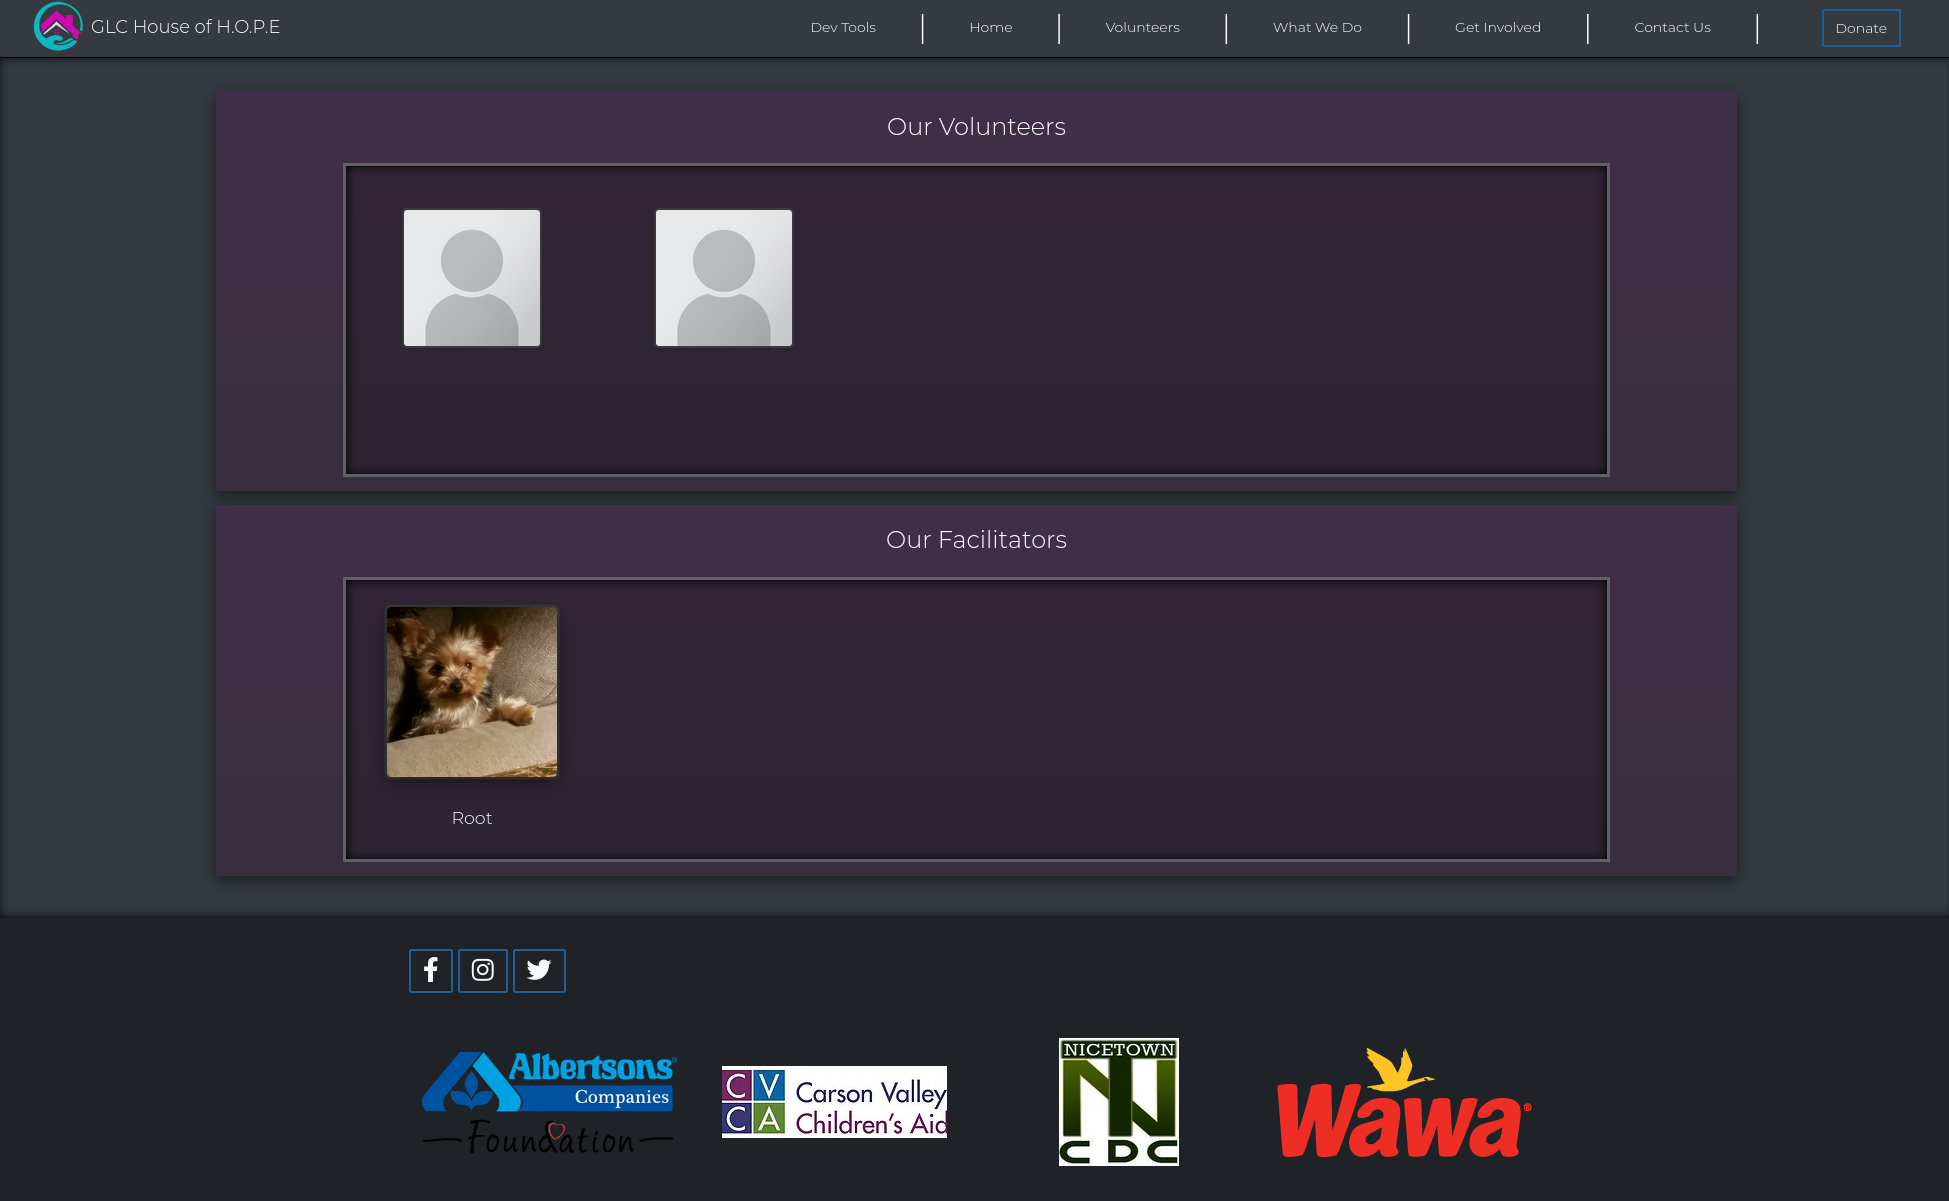 GLC House of H.O.P.E
Dev Tools
Home
Volunteers
What We Do
Get Involved
Contact Us
Donate
Our Volunteers
Our Facilitators
Root
Albertsons®
Companies
Foundation
CV
CA
Carson Valley
Children's Aid
NICETOWN
N
CDC
Wawa®